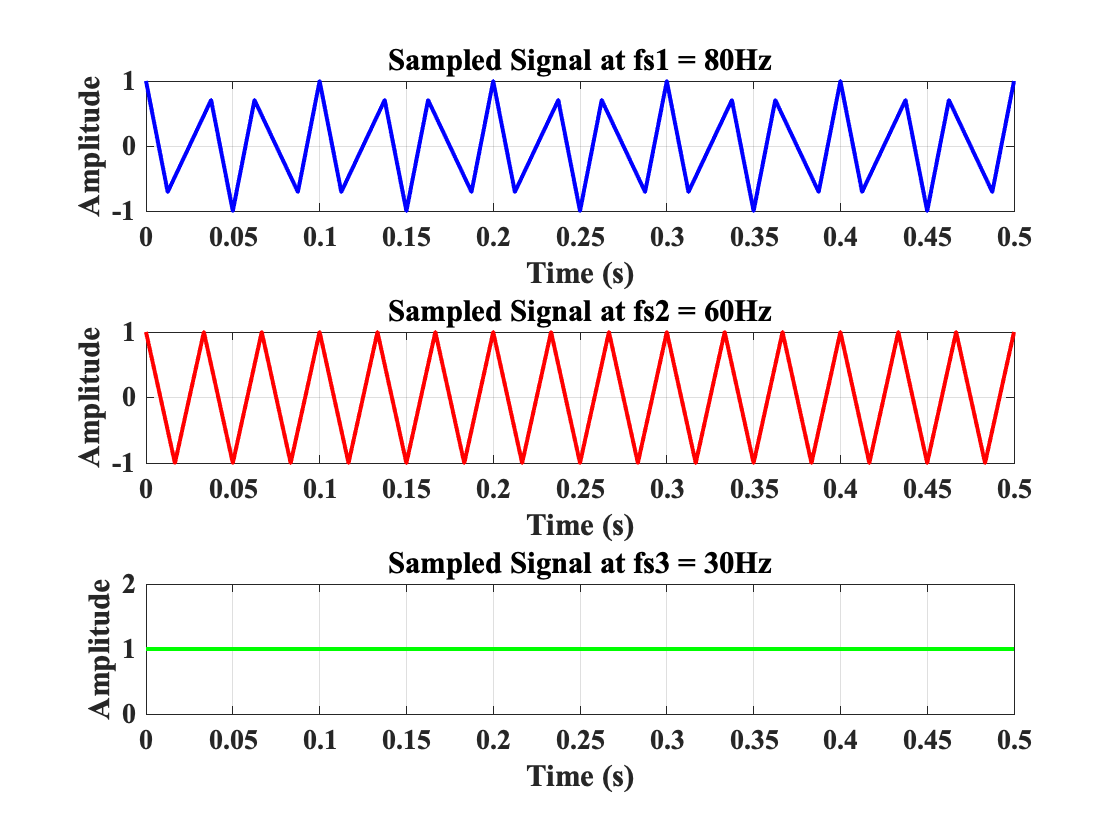 Sampled Signal at fs1 = 80Hz
Amplitude
1
0
-1
0 0.05 0.1 0.15 0.2 0.25 0.3 0.35 0.4 0.45 0.5
Time (s)
Sampled Signal at fs2 = 60Hz
Amplitude
1
0
-1
0 0.05 0.1 0.15 0.2 0.25 0.3 0.35 0.4 0.45 0.5
Time (s)
Sampled Signal at fs3 = 30Hz
Amplitude
2
1
0
0 0.05 0.1 0.15 0.2 0.25 0.3 0.35 0.4 0.45 0.5
Time (s)